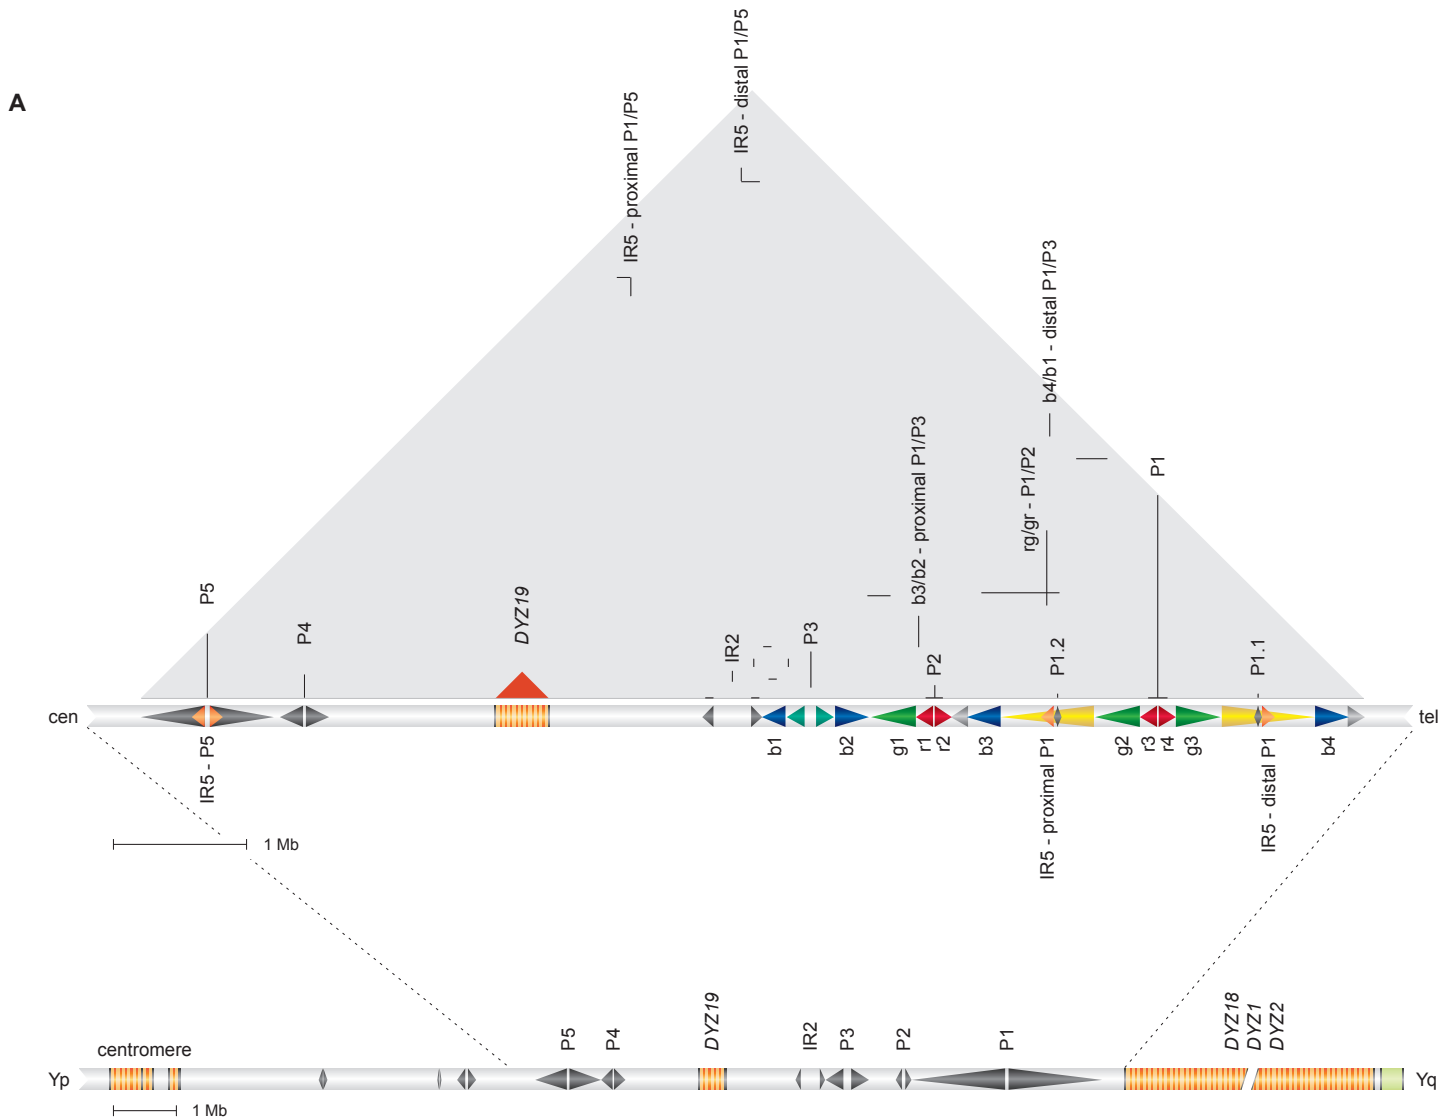 A
IR5 - distal P1/P5
IR5 - proximal P1/P5
b4/b1 - distal P1/P3
rg/gr - P1/P2
b3/b2 - proximal P1/P3
P1
P5
P4
DYZ19
IR2
P3
P2
P1.2
P1.1
cen
tel
b1
b2
g1
r1
r2
b3
g2
r3
r4
g3
b4
IR5 - P5
IR5 - proximal P1
IR5 - distal P1
1 Mb
centromere
P5
P4
DYZ19
IR2
P3
P2
P1
DYZ18
DYZ1
DYZ2
Yp
Yq
1 Mb